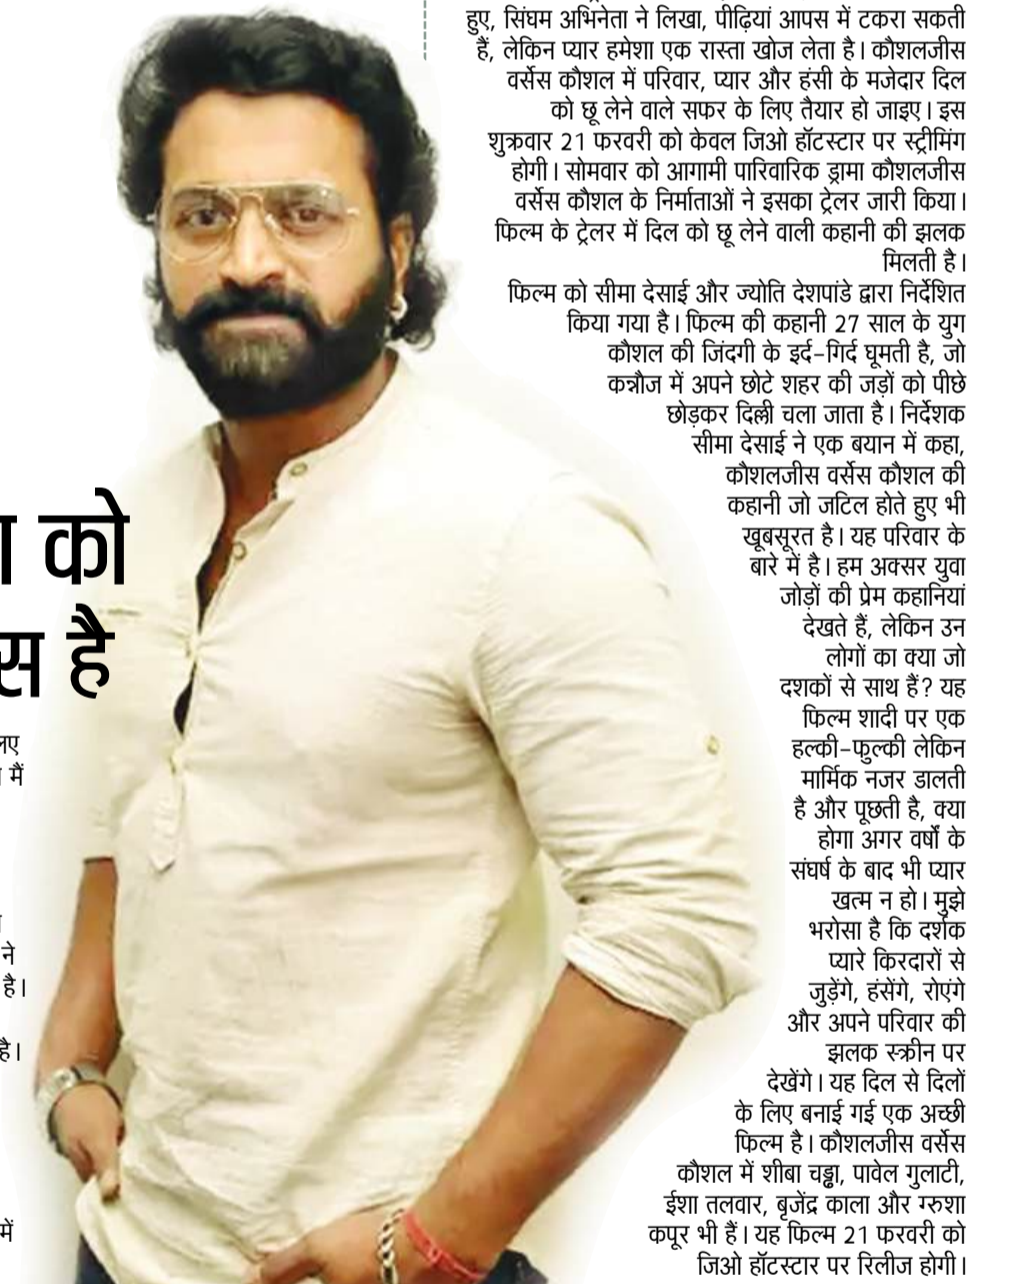 हुए, सिंघम अभिनेता ने लिखा, पीढ़ियां आपस में टकरा सकती
हैं, लेकिन प्यार हमेशा एक रास्ता खोज लेता है। कौशलजीस
वर्सेस कौशल में परिवार, प्यार और हंसी के मजेदार दिल
को छू लेने वाले सफर के लिए तैयार हो जाइए। इस
शुक्रवार 21 फरवरी को केवल जिओ हॉटस्टार पर स्ट्रीमिंग
होगी। सोमवार को आगामी पारिवारिक ड्रामा कौशलजीस
वर्सेस कौशल के निर्माताओं ने इसका ट्रेलर जारी किया।
फिल्म के ट्रेलर में दिल को छू लेने वाली कहानी की झलक
मिलती है।
फिल्म को सीमा देसाई और ज्योति देशपांडे द्वारा निर्देशित
किया गया है। फिल्म की कहानी 27 साल के युग
कौशल की जिंदगी के इर्द-गिर्द घूमती है, जो
कन्नौज में अपने छोटे शहर की जड़ों को पीछे
छोड़कर दिल्ली चला जाता है। निर्देशक
सीमा देसाई ने एक बयान में कहा,
कौशलजीस वर्सेस कौशल की
कहानी जो जटिल होते हुए भी
खूबसूरत है। यह परिवार के
बारे में है। हम अक्सर युवा
जोड़ों की प्रेम कहानियां
देखते हैं, लेकिन उन
लोगों का क्या जो
दशकों से साथ हैं? यह
फिल्म शादी पर एक
हल्की-फुल्की लेकिन
मार्मिक नजर डालती
है और पूछती है, क्या
होगा अगर वर्षों के
संघर्ष के बाद भी प्यार
खत्म न हो। मुझे
भरोसा है कि दर्शक
प्यारे किरदारों से
जुड़ेंगे, हंसेंगे, रोएंगे
और अपने परिवार की
झलक स्क्रीन पर
देखेंगे। यह दिल से दिलों
के लिए बनाई गई एक अच्छी
फिल्म है। कौशलजीस वर्सेस
कौशल में शीबा चड्ढा, पावेल गुलाटी,
ईशा तलवार, बृजेंद्र काला और ग्रुशा
कपूर भी हैं। यह फिल्म 21 फरवरी को
जिओ हॉटस्टार पर रिलीज होगी।
को
है
मैं
ने
है।
है।
में